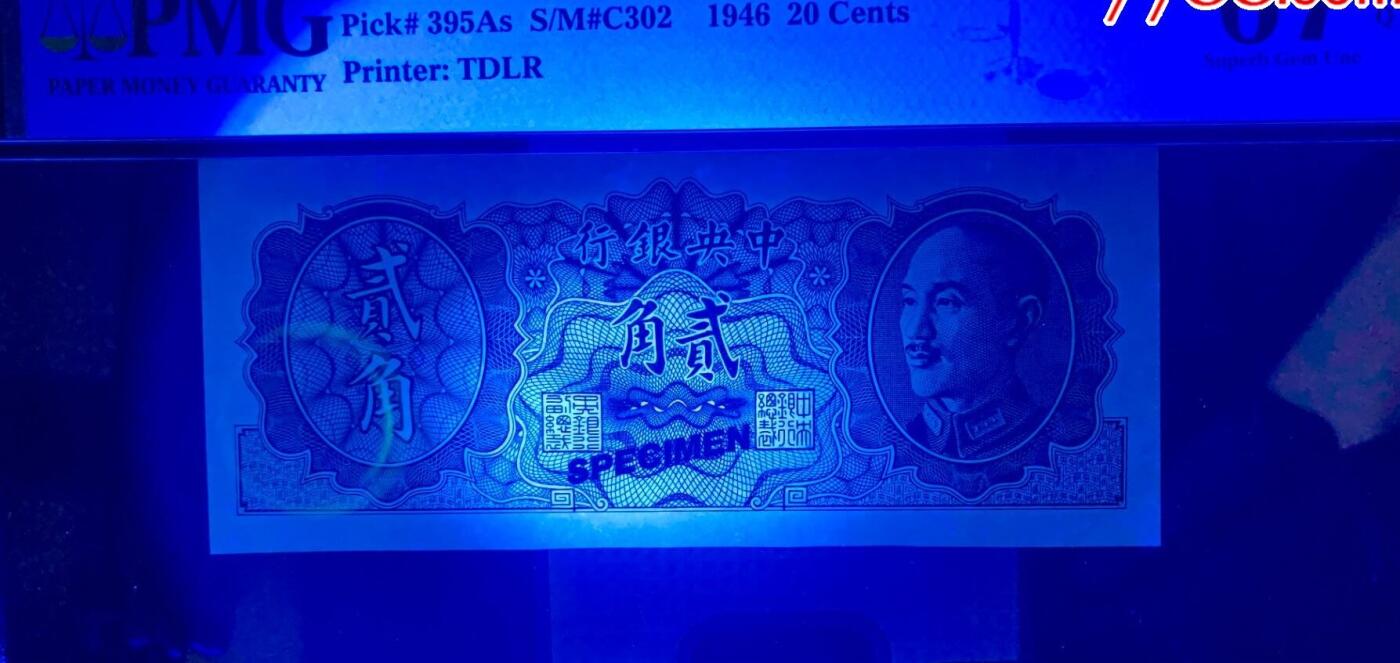 PMG
PAPER MONEY GUARANTY
Pick# 395As S/M#C302 1946 20 Cents
Printer: TDLR
67
Superb Gem Unc
行銀央中
貳角
角貳
SPECIMEN